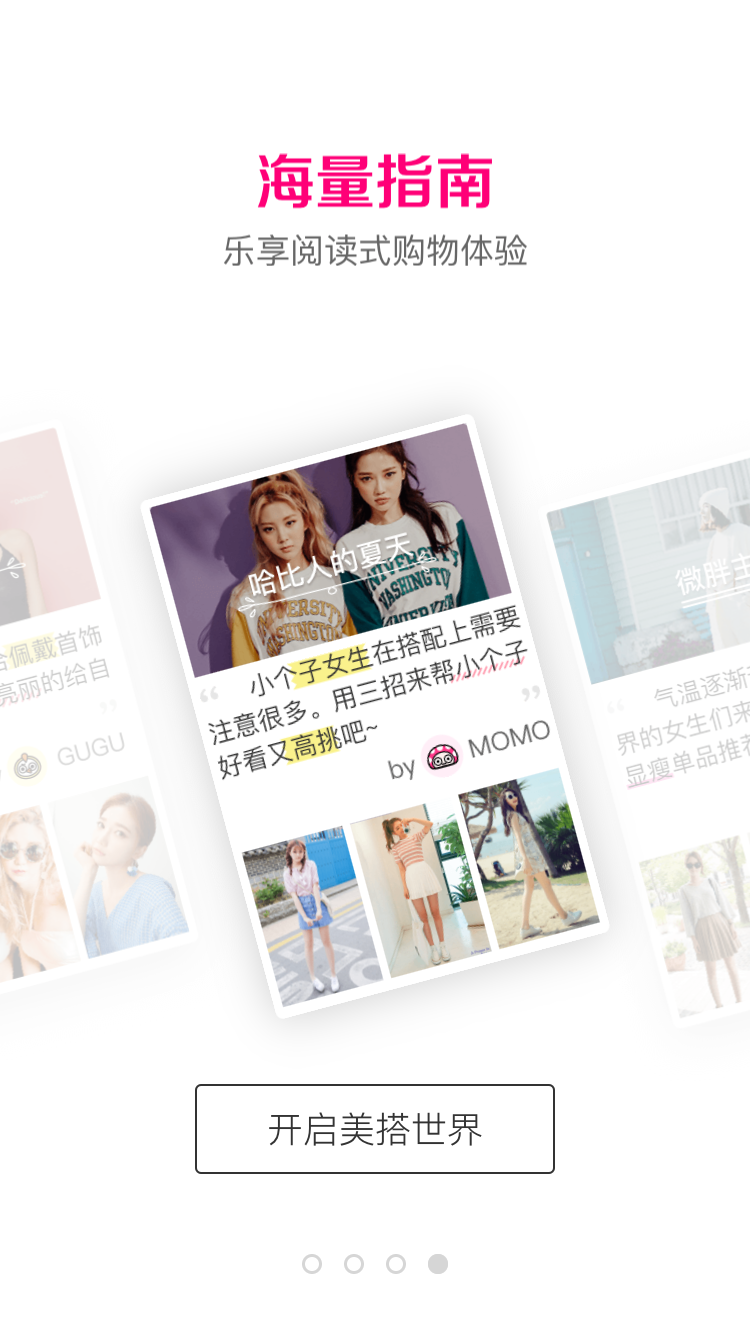 海量指南
乐享阅读式购物体验
哈比人的夏天
小个子女生在搭配上需要
注意很多。用三招来帮小个子
好看又高挑吧~
by MOMO
佩戴首饰
亮丽的给自
GUGU
微胖主
气温逐渐
界的女生们来
显瘦单品推荐
开启美搭世界